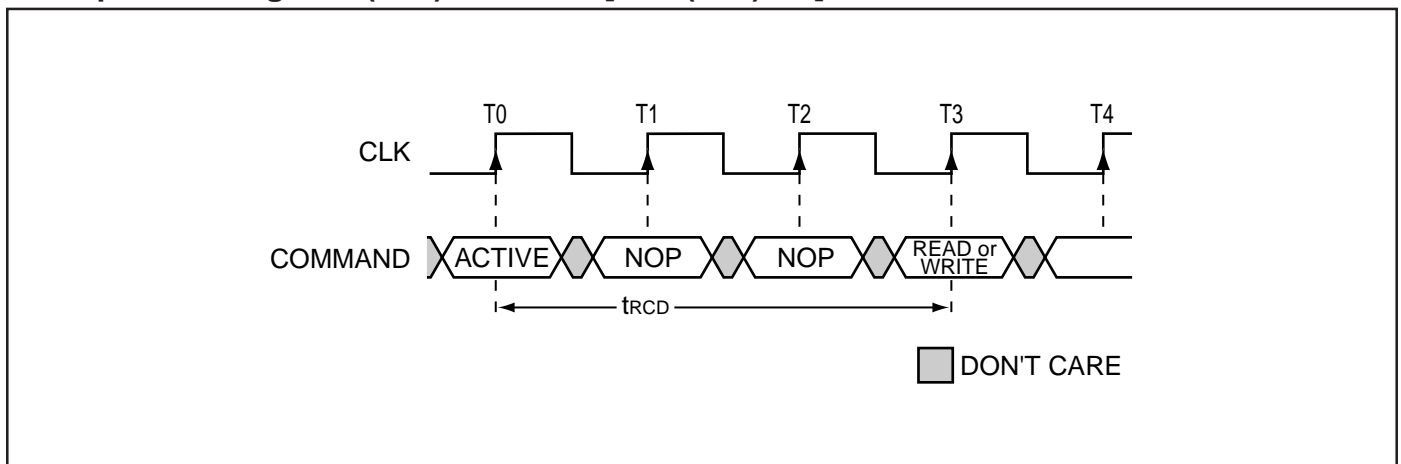 T0 T1 T2 T3 T4
CLK
COMMAND ACTIVE NOP NOP READ or
WRITE
tRCD
DON'T CARE